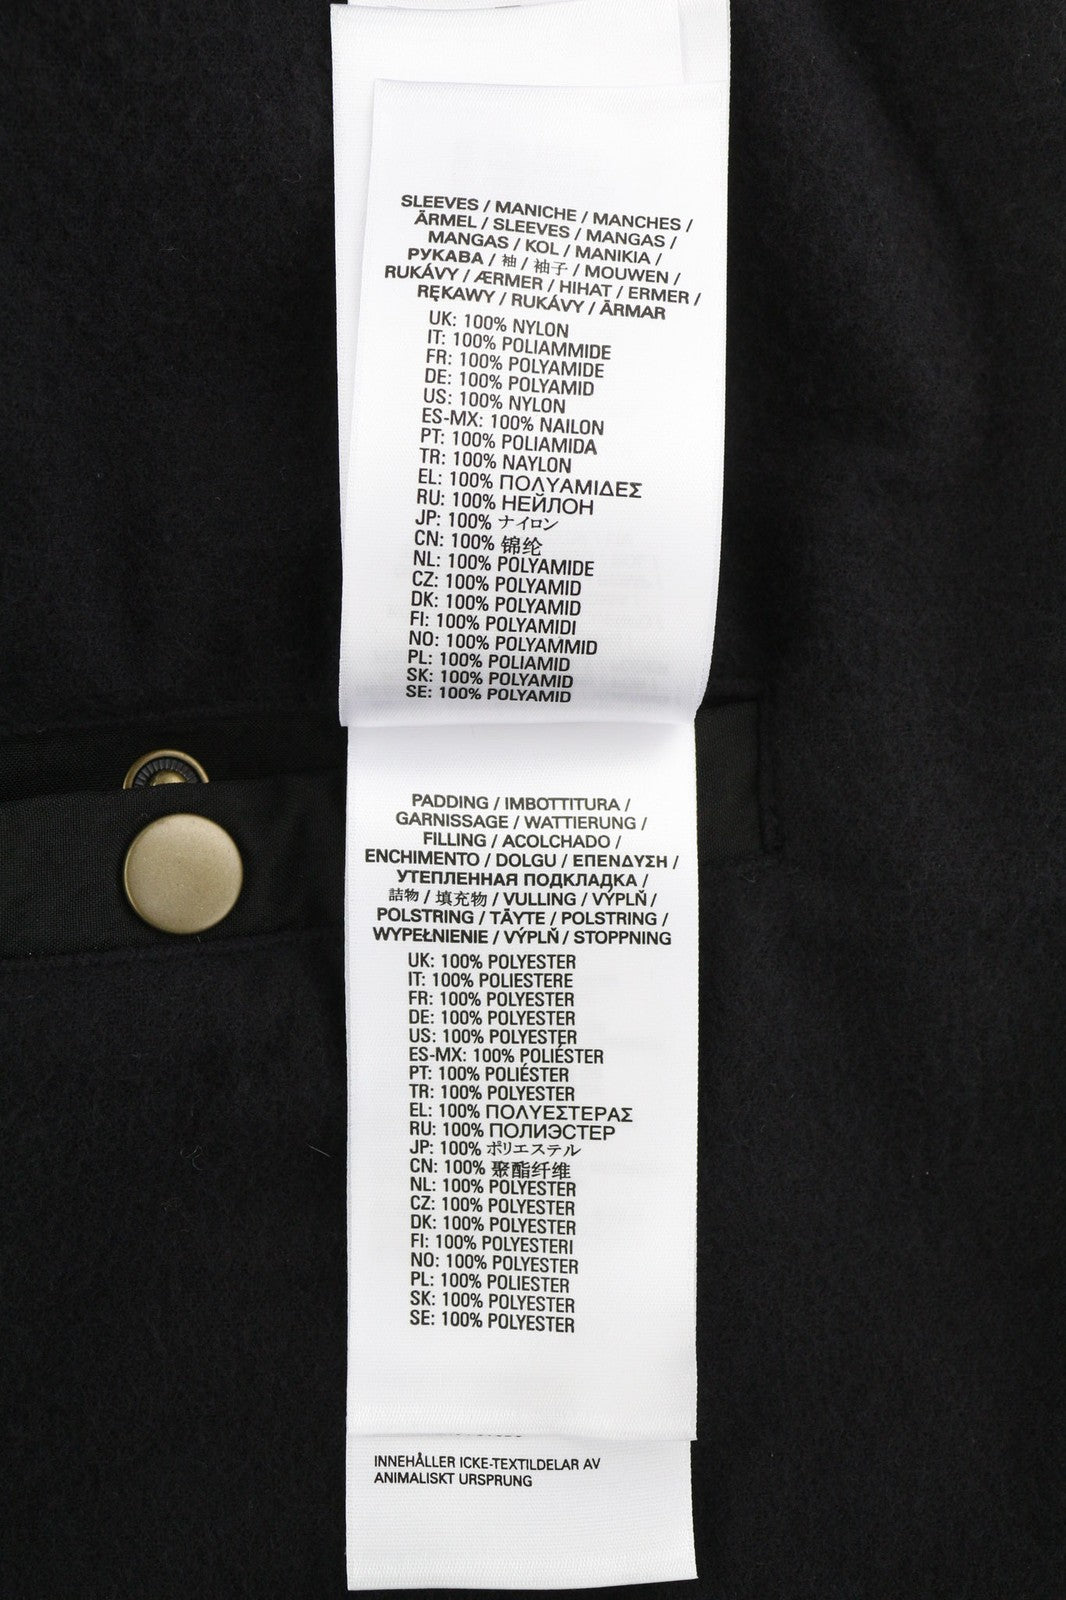 SLEEVES / MANICHE / MANCHES /
ÄRMEL / SLEEVES / MANGAS /
MANGAS / KOL / MANIKIA /
РУКАВА / 袖 / 袖子 / MOUWEN /
RUKÁVY / ÆRMER / HIHAT / ERMER /
RĘKAWY / RUKÁVY / ÄRMAR
UK: 100% NYLON
IT: 100% POLIAMMIDE
FR: 100% POLYAMIDE
DE: 100% POLYAMID
US: 100% NYLON
ES-MX: 100% NAILON
PT: 100% POLIAMIDA
TR: 100% NAYLON
EL: 100% ΠΟΛΥΑΜΙΔΕΣ
RU: 100% НЕЙЛОН
JP: 100% ナイロン
CN: 100% 锦纶
NL: 100% POLYAMIDE
CZ: 100% POLYAMID
DK: 100% POLYAMID
FI: 100% POLYAMIDI
NO: 100% POLYAMMID
PL: 100% POLIAMID
SK: 100% POLYAMID
SE: 100% POLYAMID
PADDING / IMBOTTITURA /
GARNISSAGE / WATTIERUNG /
FILLING / ACOLCHADO /
ENCHIMENTO / DOLGU / ΕΠΕΝΔΥΣΗ /
УТЕПЛЕННАЯ ПОДКЛАДКА /
詰物 / 填充物 / VULLING / VÝPLŇ /
POLSTRING / TÄYTE / POLSTRING /
WYPEŁNIENIE / VÝPLŇ / STOPPNING
UK: 100% POLYESTER
IT: 100% POLIESTERE
FR: 100% POLYESTER
DE: 100% POLYESTER
US: 100% POLYESTER
ES-MX: 100% POLIÉSTER
PT: 100% POLIÉSTER
TR: 100% POLYESTER
EL: 100% ΠΟΛΥΕΣΤΕΡΑΣ
RU: 100% ПОЛИЭСТЕР
JP: 100% ポリエステル
CN: 100% 聚酯纤维
NL: 100% POLYESTER
CZ: 100% POLYESTER
DK: 100% POLYESTER
FI: 100% POLYESTERI
NO: 100% POLYESTER
PL: 100% POLIESTER
SK: 100% POLYESTER
SE: 100% POLYESTER
INNEHÅLLER ICKE-TEXTILDELAR AV
ANIMALISKT URSPRUNG